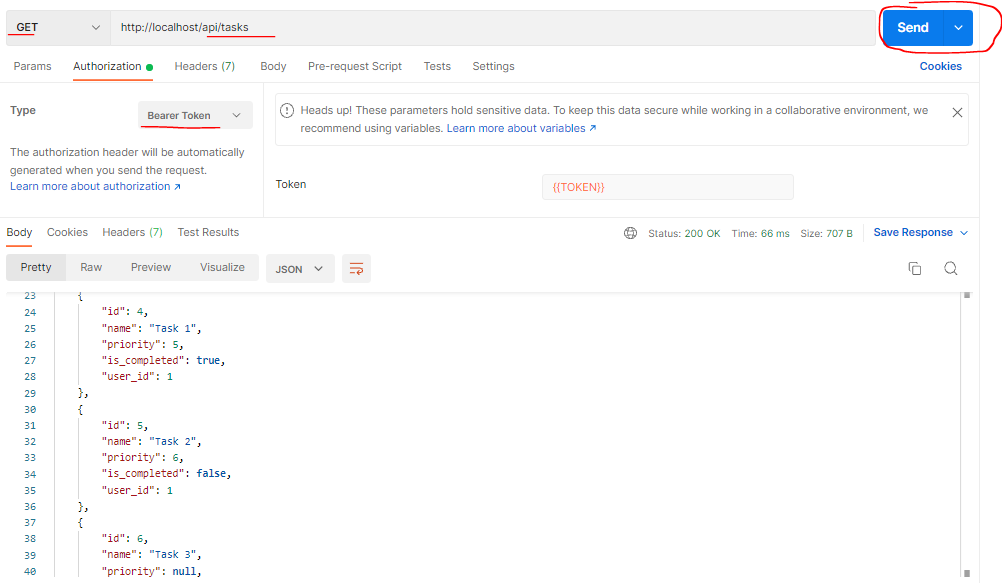 GET http://localhost/api/tasks Send
Params Authorization Headers (7) Body Pre-request Script Tests Settings Cookies
Type Bearer Token
The authorization header will be automatically
generated when you send the request.
Learn more about authorization ↗
Heads up! These parameters hold sensitive data. To keep this data secure while working in a collaborative environment, we
recommend using variables. Learn more about variables ↗
Token {{TOKEN}}
Body Cookies Headers (7) Test Results Status: 200 OK Time: 66 ms Size: 707 B Save Response
Pretty Raw Preview Visualize JSON
23 {
24 "id": 4,
25 "name": "Task 1",
26 "priority": 5,
27 "is_completed": true,
28 "user_id": 1
29 },
30 {
31 "id": 5,
32 "name": "Task 2",
33 "priority": 6,
34 "is_completed": false,
35 "user_id": 1
36 },
37 {
38 "id": 6,
39 "name": "Task 3",
40 "priority": null,